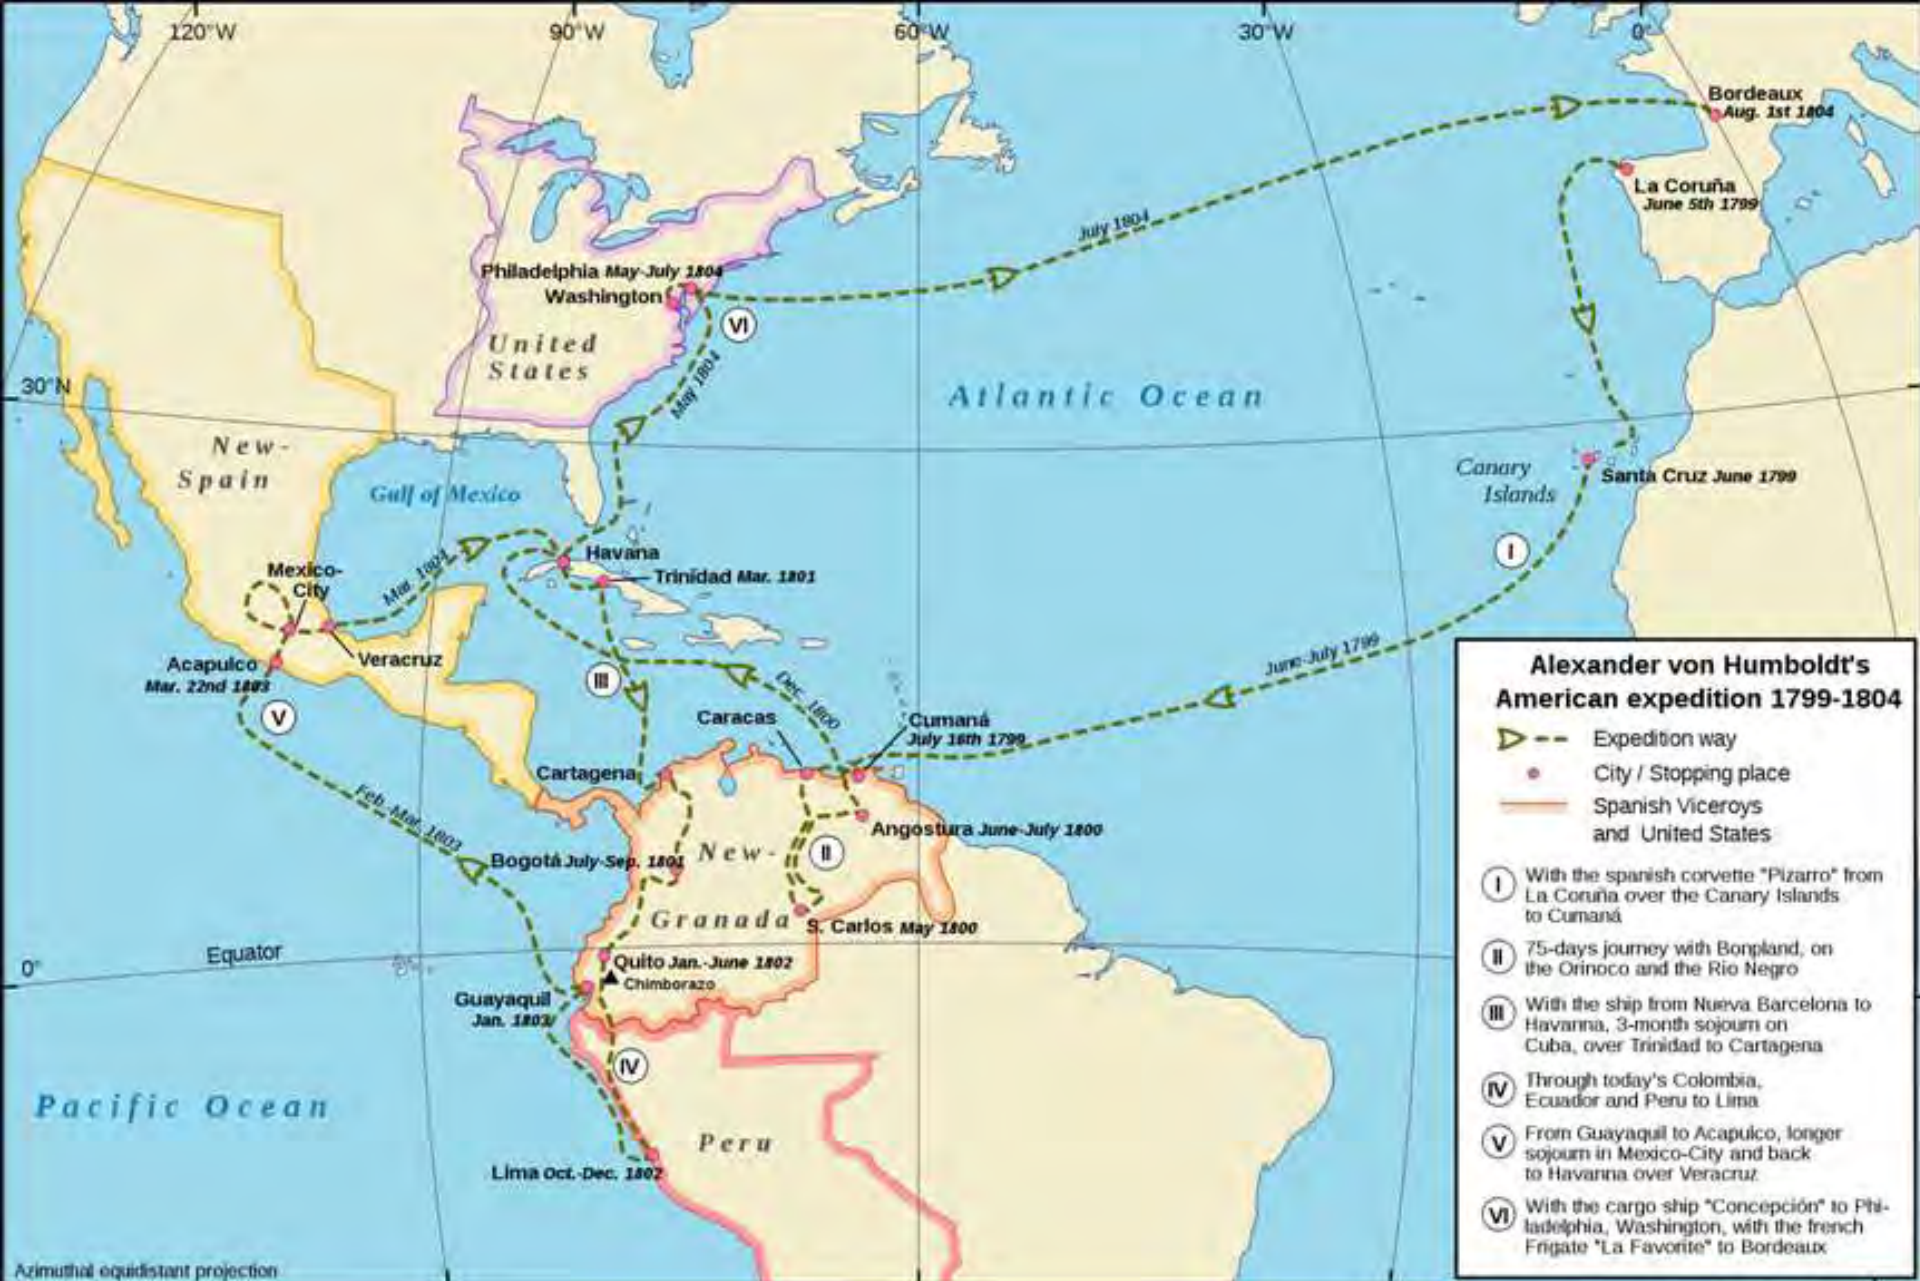 120°W
90°W
60°W
30°W
0°
Bordeaux
Aug. 1st 1804
La Coruña
June 5th 1799
July 1804
Philadelphia May-July 1804
Washington
VI
United
States
May 1804
30°N
Atlantic Ocean
New-
Spain
Gulf of Mexico
Canary
Islands
Santa Cruz June 1799
I
Havana
Trinidad Mar. 1801
Mar. 1804
Mexico-
City
Veracruz
Acapulco
Mar. 22nd 1803
V
III
Dec. 1800
June-July 1799
Caracas
Cumaná
July 16th 1799
Cartagena
Feb.-Mar. 1803
Angostura June-July 1800
Bogotá July-Sep. 1801
New-
II
Granada
S. Carlos May 1800
Equator
0°
Quito Jan.-June 1802
Chimborazo
Guayaquil
Jan. 1803
IV
Pacific Ocean
Peru
Lima Oct.-Dec. 1802
Azimuthal equidistant projection
Alexander von Humboldt's
American expedition 1799-1804
Expedition way
City / Stopping place
Spanish Viceroys
and United States
I With the spanish corvette "Pizarro" from
La Coruña over the Canary Islands
to Cumaná
II 75-days journey with Bonpland, on
the Orinoco and the Rio Negro
III With the ship from Nueva Barcelona to
Havanna, 3-month sojourn on
Cuba, over Trinidad to Cartagena
IV Through today's Colombia,
Ecuador and Peru to Lima
V From Guayaquil to Acapulco, longer
sojourn in Mexico-City and back
to Havanna over Veracruz
VI With the cargo ship "Concepción" to Phi-
ladelphia, Washington, with the french
Frigate "La Favorite" to Bordeaux